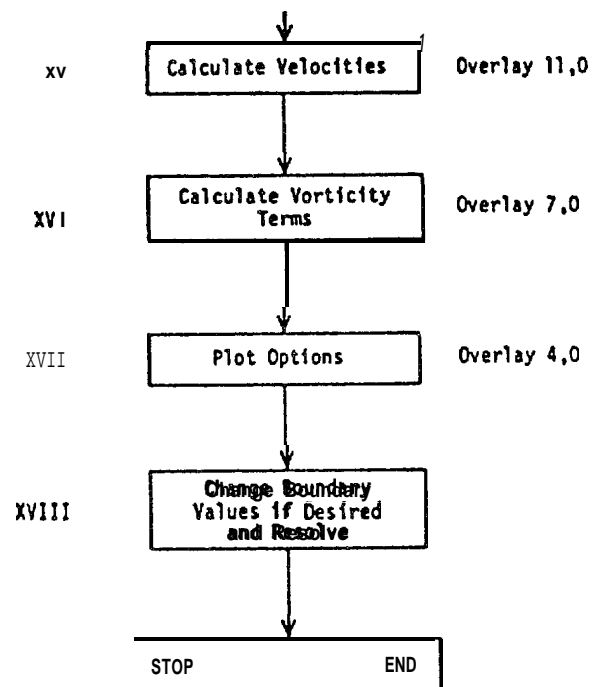 XV Calculate Velocities Overlay 11,0
Calculate Vorticity
XVI Terms Overlay 7,0
XVII Plot Options Overlay 4,0
Change Boundary
XVIII Values if Desired
and Resolve
STOP END